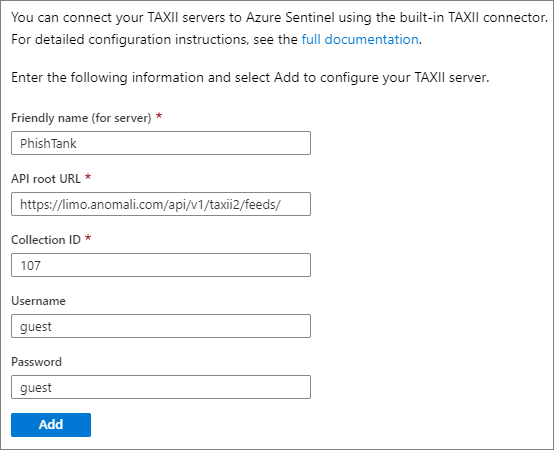 You can connect your TAXII servers to Azure Sentinel using the built-in TAXII connector.
For detailed configuration instructions, see the full documentation.
Enter the following information and select Add to configure your TAXII server.
Friendly name (for server) *
PhishTank
API root URL *
https://limo.anomali.com/api/v1/taxii2/feeds/
Collection ID *
107
Username
guest
Password
guest
Add